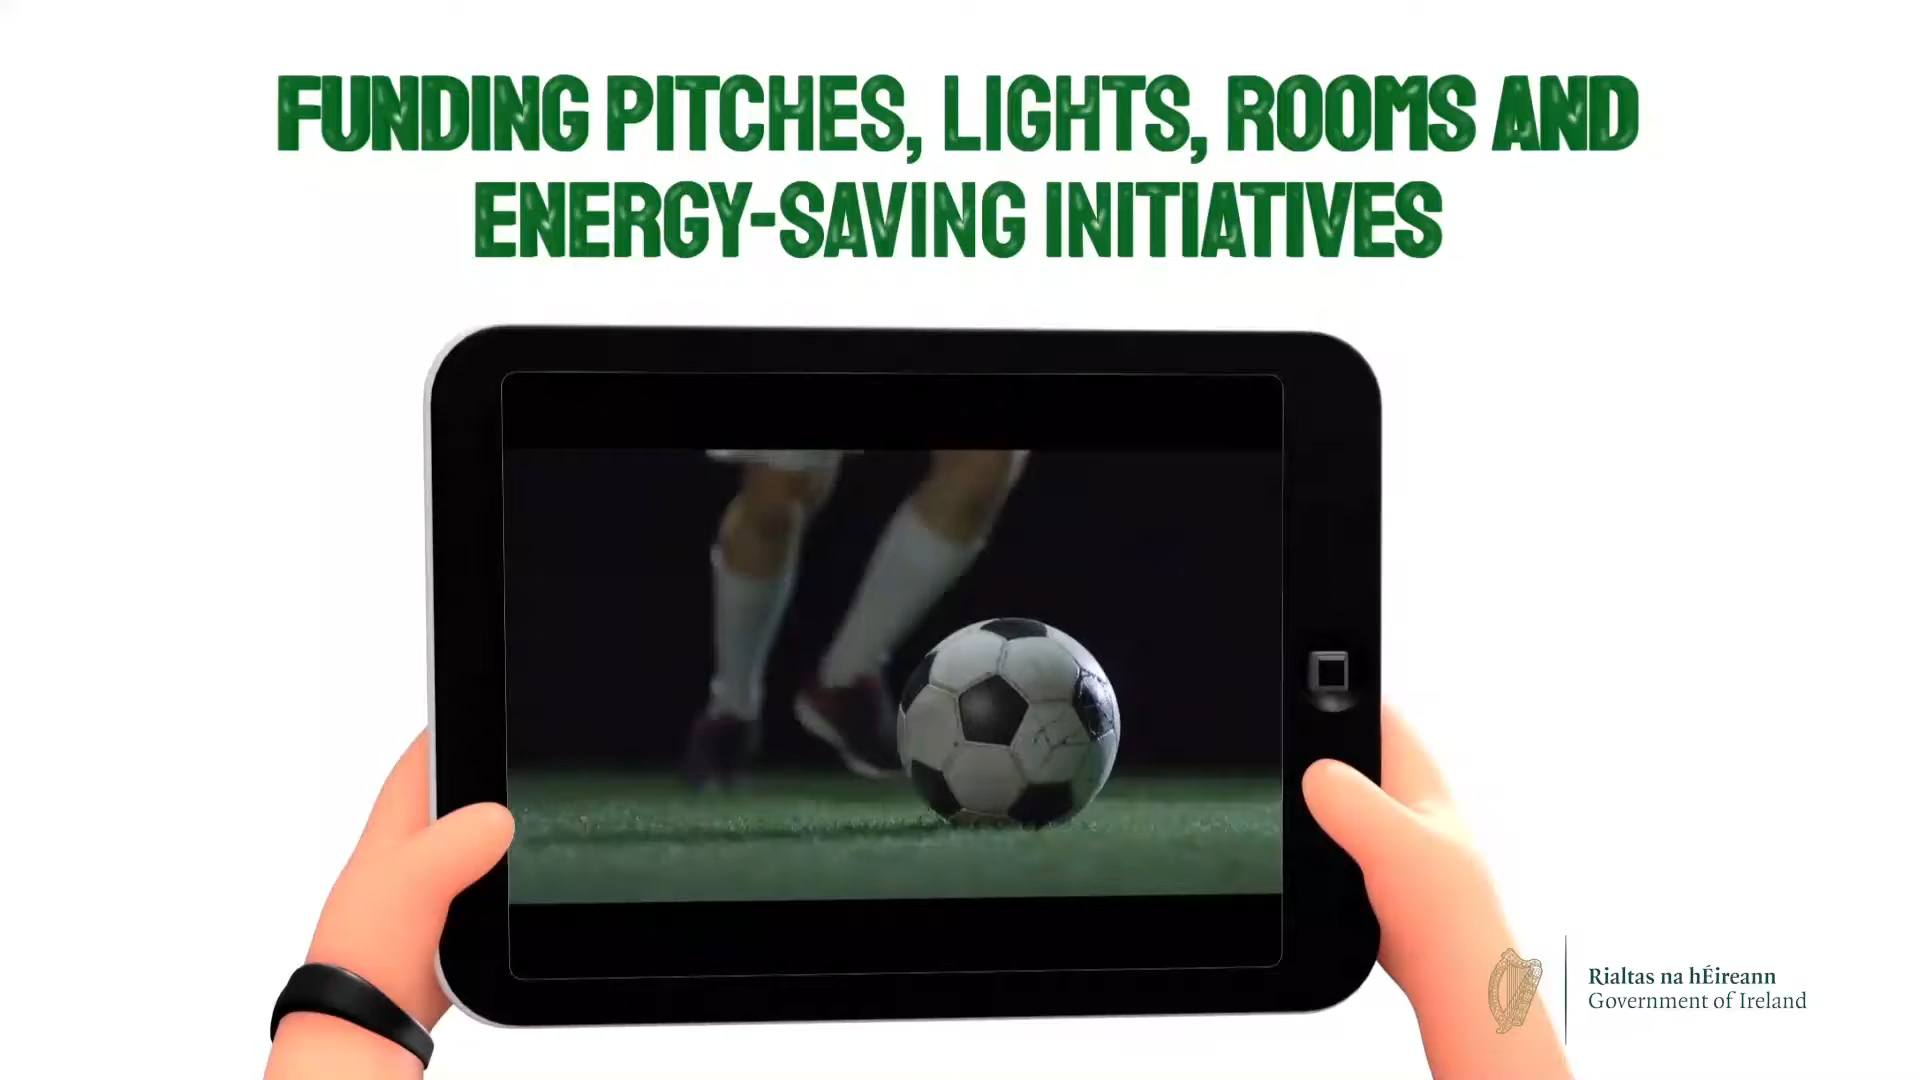 FUNDING PITCHES, LIGHTS, ROOMS AND
ENERGY-SAVING INITIATIVES
Rialtas na hÉireann
Government of Ireland